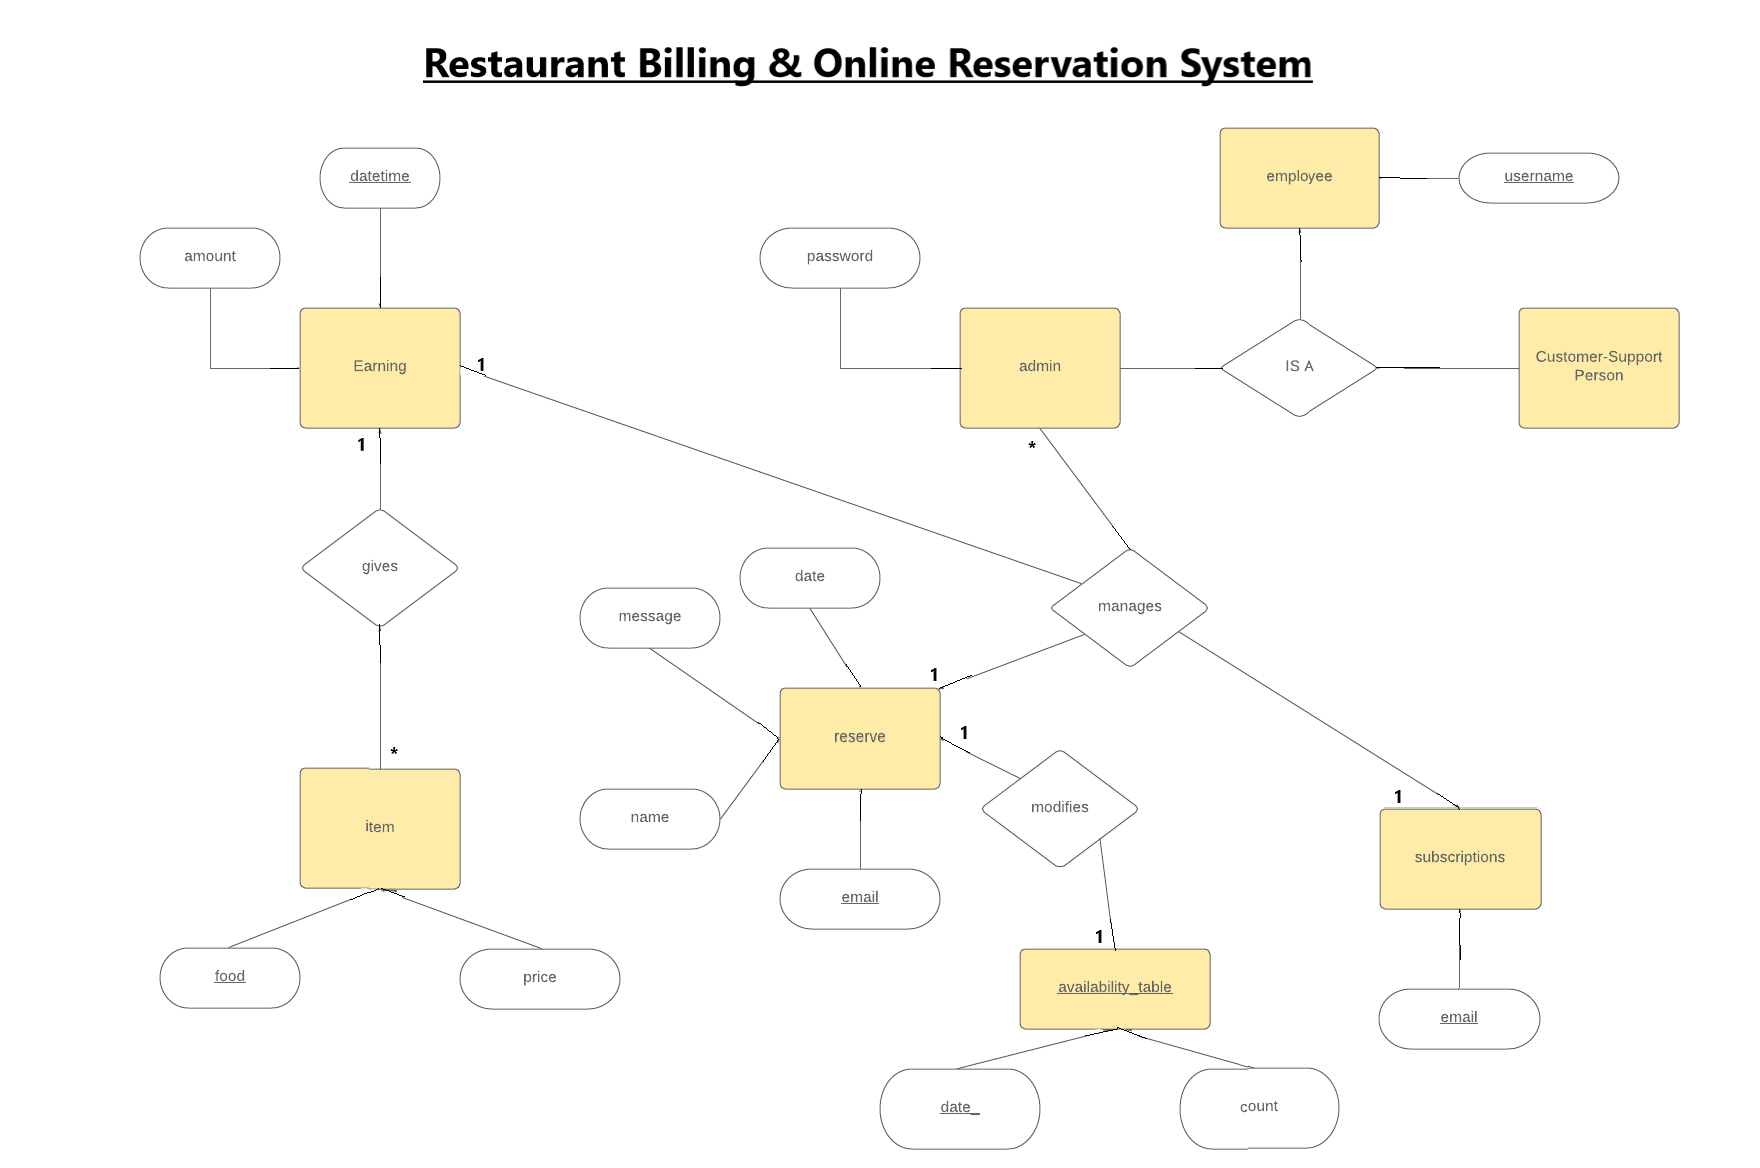 Restaurant Billing & Online Reservation System
employee
username
datetime
amount
password
Earning
1
admin
IS A
Customer-Support
Person
1
*
gives
date
message
manages
1
reserve
1
*
item
name
modifies
1
subscriptions
email
1
availability_table
food
price
email
date_
count